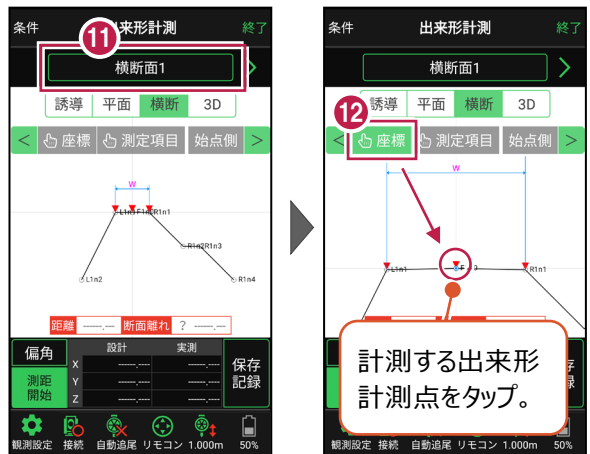 条件
来形計測
終了
11
横断面1
誘導 平面 横断 3D
< 座標 測定項目 始点側 >
W
R1n1
R1n2R1n3
L1n2
R1n4
距離 -----.--- 断面離れ ? -----.---
偏角
設計 実測
X -----.--- -----.---
測距
開始
Y -----.--- -----.---
Z -----.--- -----.---
保存
記録
観測設定 接続 自動追尾 リモコン 1.000m 50%
条件
出来形計測
終了
横断面1
12
誘導 平面 横断 3D
< 座標 測定項目 始点側 >
W
L1n1
R1n1
計測する出来形
計測点をタップ。
観測設定 接続 自動追尾 リモコン 1.000m 50%